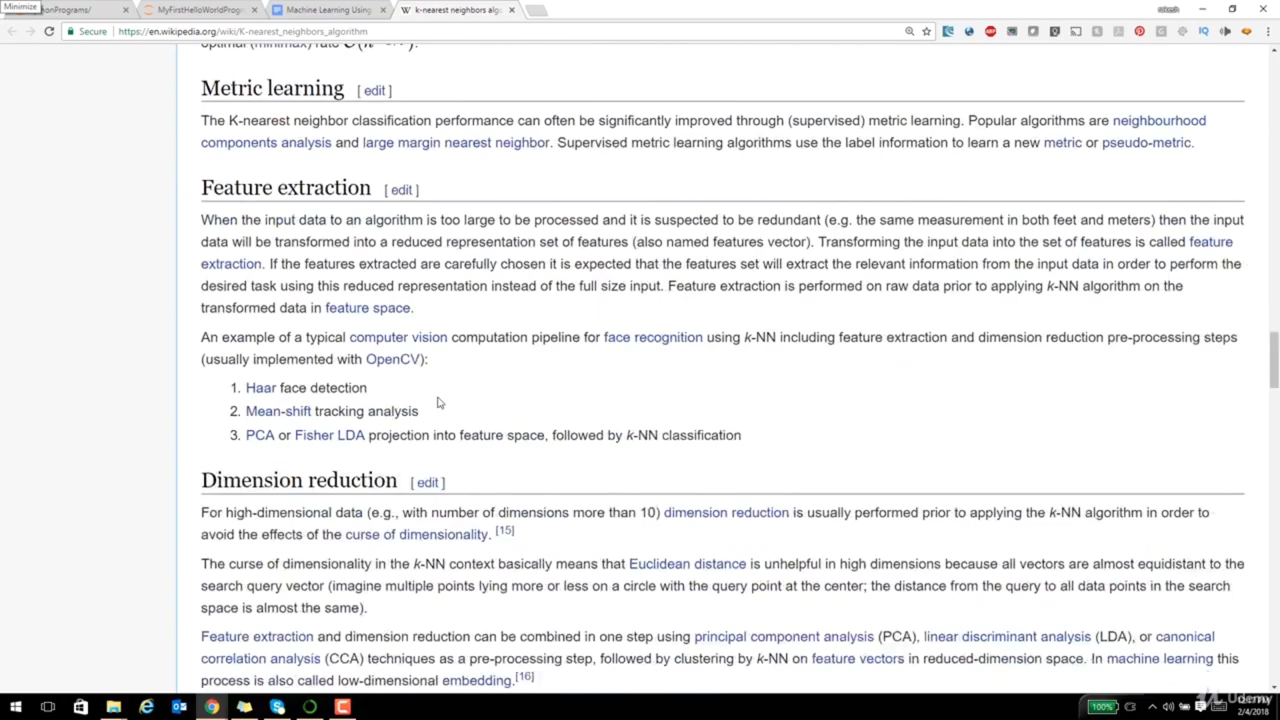 Minimize
onPrograms/
MyFirstHelloWorldProgr
Machine Learning Using
k-nearest neighbors algo
Secure https://en.wikipedia.org/wiki/K-nearest_neighbors_algorithm
Metric learning [ edit ]
The K-nearest neighbor classification performance can often be significantly improved through (supervised) metric learning. Popular algorithms are neighbourhood
components analysis and large margin nearest neighbor. Supervised metric learning algorithms use the label information to learn a new metric or pseudo-metric.
Feature extraction [ edit ]
When the input data to an algorithm is too large to be processed and it is suspected to be redundant (e.g. the same measurement in both feet and meters) then the input
data will be transformed into a reduced representation set of features (also named features vector). Transforming the input data into the set of features is called feature
extraction. If the features extracted are carefully chosen it is expected that the features set will extract the relevant information from the input data in order to perform the
desired task using this reduced representation instead of the full size input. Feature extraction is performed on raw data prior to applying k-NN algorithm on the
transformed data in feature space.
An example of a typical computer vision computation pipeline for face recognition using k-NN including feature extraction and dimension reduction pre-processing steps
(usually implemented with OpenCV):
1. Haar face detection
2. Mean-shift tracking analysis
3. PCA or Fisher LDA projection into feature space, followed by k-NN classification
Dimension reduction [ edit ]
For high-dimensional data (e.g., with number of dimensions more than 10) dimension reduction is usually performed prior to applying the k-NN algorithm in order to
avoid the effects of the curse of dimensionality. [15]
The curse of dimensionality in the k-NN context basically means that Euclidean distance is unhelpful in high dimensions because all vectors are almost equidistant to the
search query vector (imagine multiple points lying more or less on a circle with the query point at the center; the distance from the query to all data points in the search
space is almost the same).
Feature extraction and dimension reduction can be combined in one step using principal component analysis (PCA), linear discriminant analysis (LDA), or canonical
correlation analysis (CCA) techniques as a pre-processing step, followed by clustering by k-NN on feature vectors in reduced-dimension space. In machine learning this
process is also called low-dimensional embedding.[16]
100%
Udemy
2/4/2018